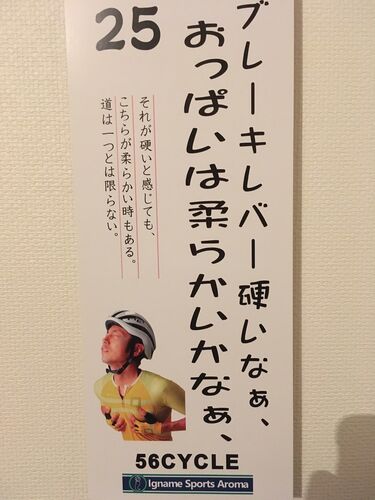 ブレーキレバー硬いなぁ、
おっぱいは柔らかいかなぁ、
25
それが硬いと感じても、
こちらが柔らかい時もある。
道は一つとは限らない。
56CYCLE
Igname Sports Aroma